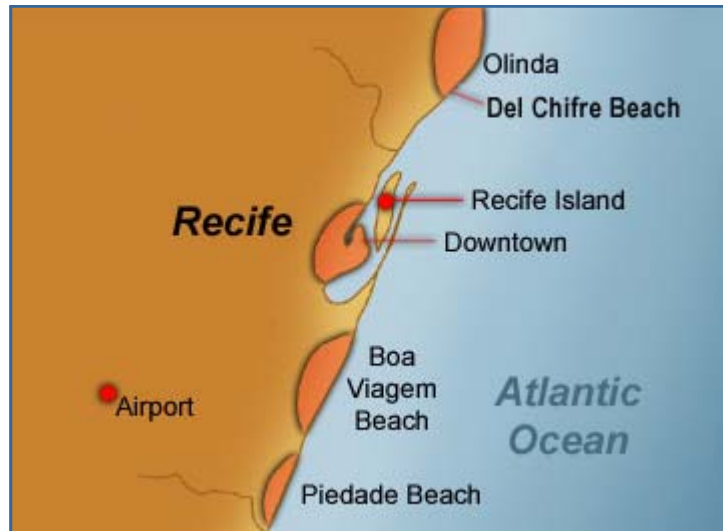 Olinda
Del Chifre Beach
Recife Island
Recife
Downtown
Boa
Viagem
Beach
Airport
Atlantic
Ocean
Piedade Beach